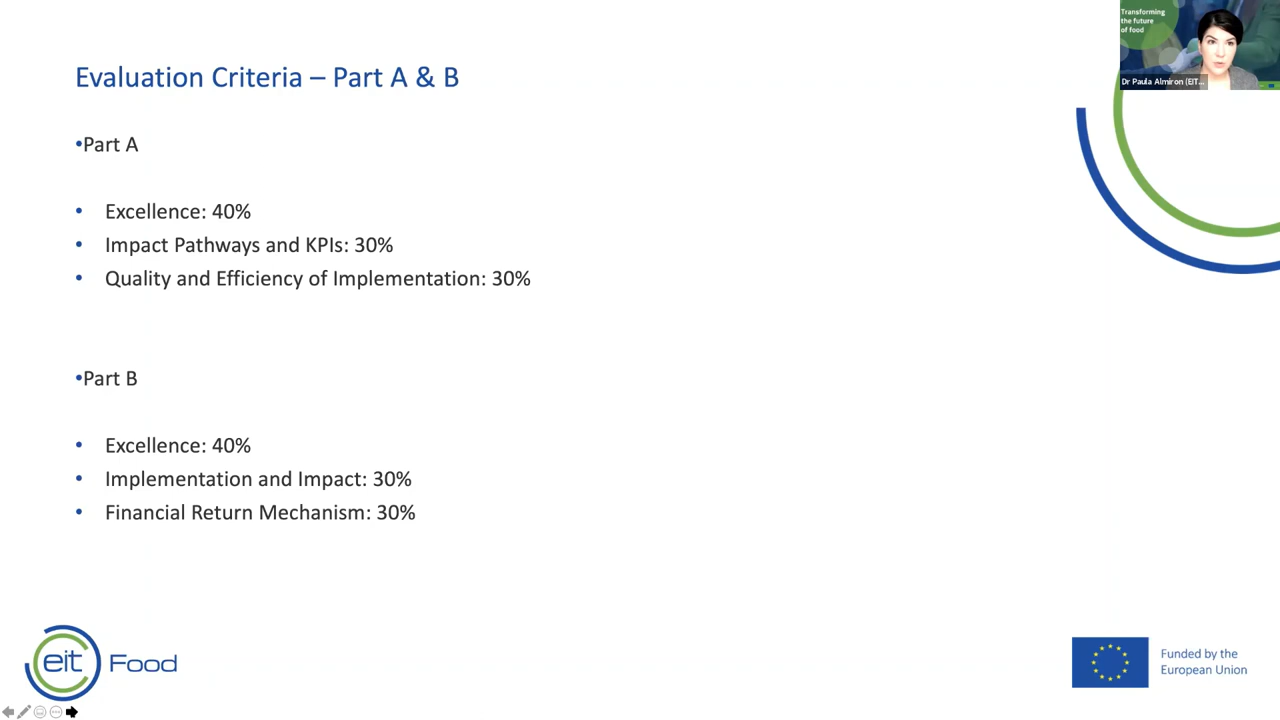 Transforming
the future
of food
Dr Paula Almiron (EIT...
Evaluation Criteria – Part A & B
•Part A
• Excellence: 40%
• Impact Pathways and KPIs: 30%
• Quality and Efficiency of Implementation: 30%
•Part B
• Excellence: 40%
• Implementation and Impact: 30%
• Financial Return Mechanism: 30%
eit Food
Funded by the
European Union